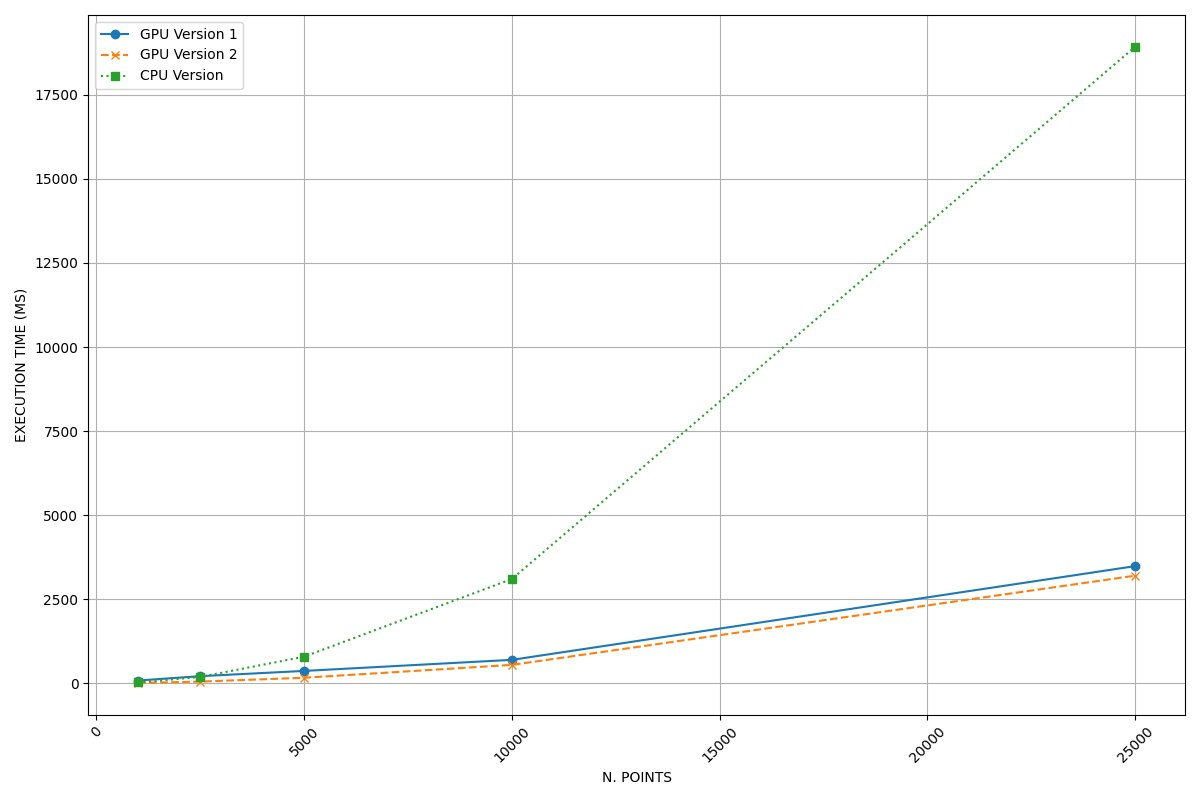 GPU Version 1
GPU Version 2
CPU Version
17500
15000
12500
10000
7500
5000
2500
0
EXECUTION TIME (MS)
0
5000
10000
15000
20000
25000
N. POINTS